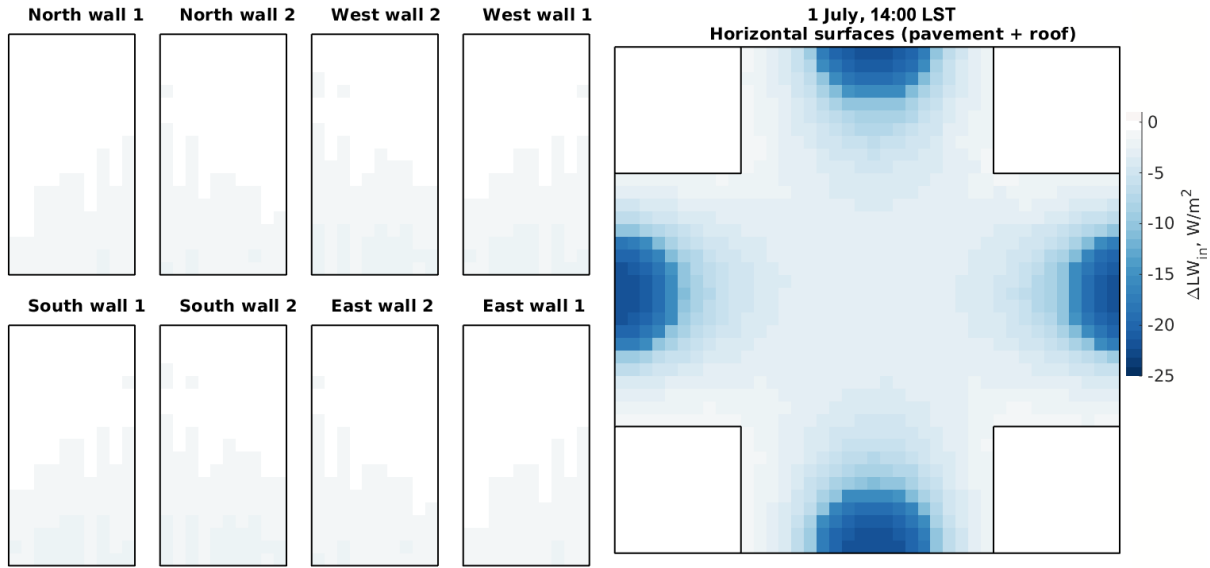 North wall 1
North wall 2
West wall 2
West wall 1
South wall 1
South wall 2
East wall 2
East wall 1
1 July, 14:00 LST
Horizontal surfaces (pavement + roof)
0
-5
-10
-15
-20
-25
ΔLWin, W/m2